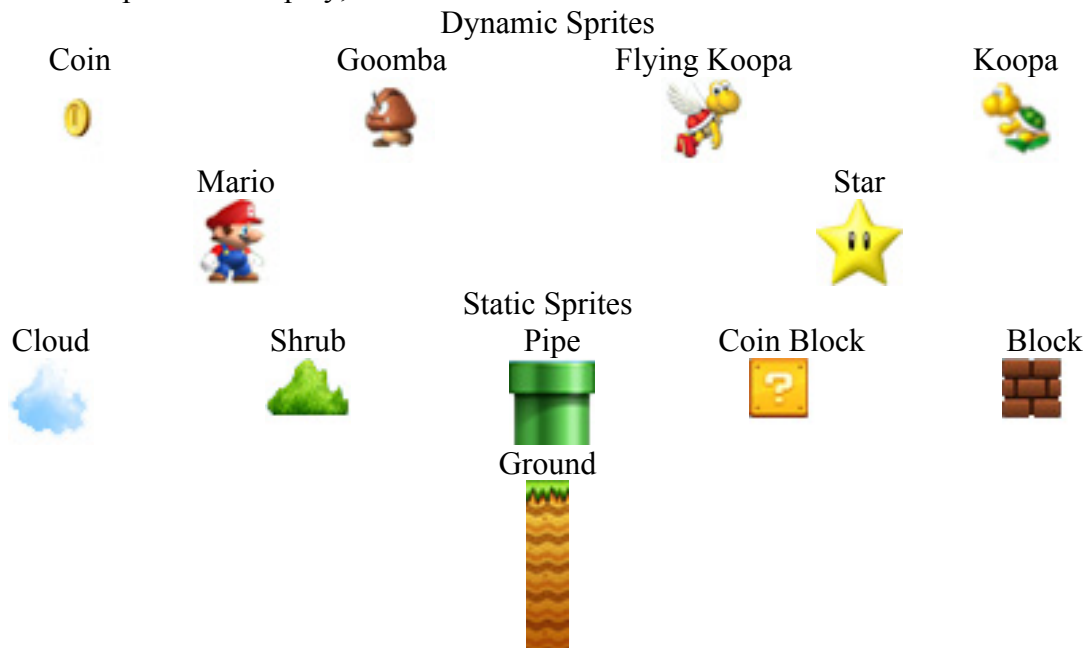 Dynamic Sprites
Coin Goomba Flying Koopa Koopa
Mario Star
Static Sprites
Cloud Shrub Pipe Coin Block Block
?
Ground